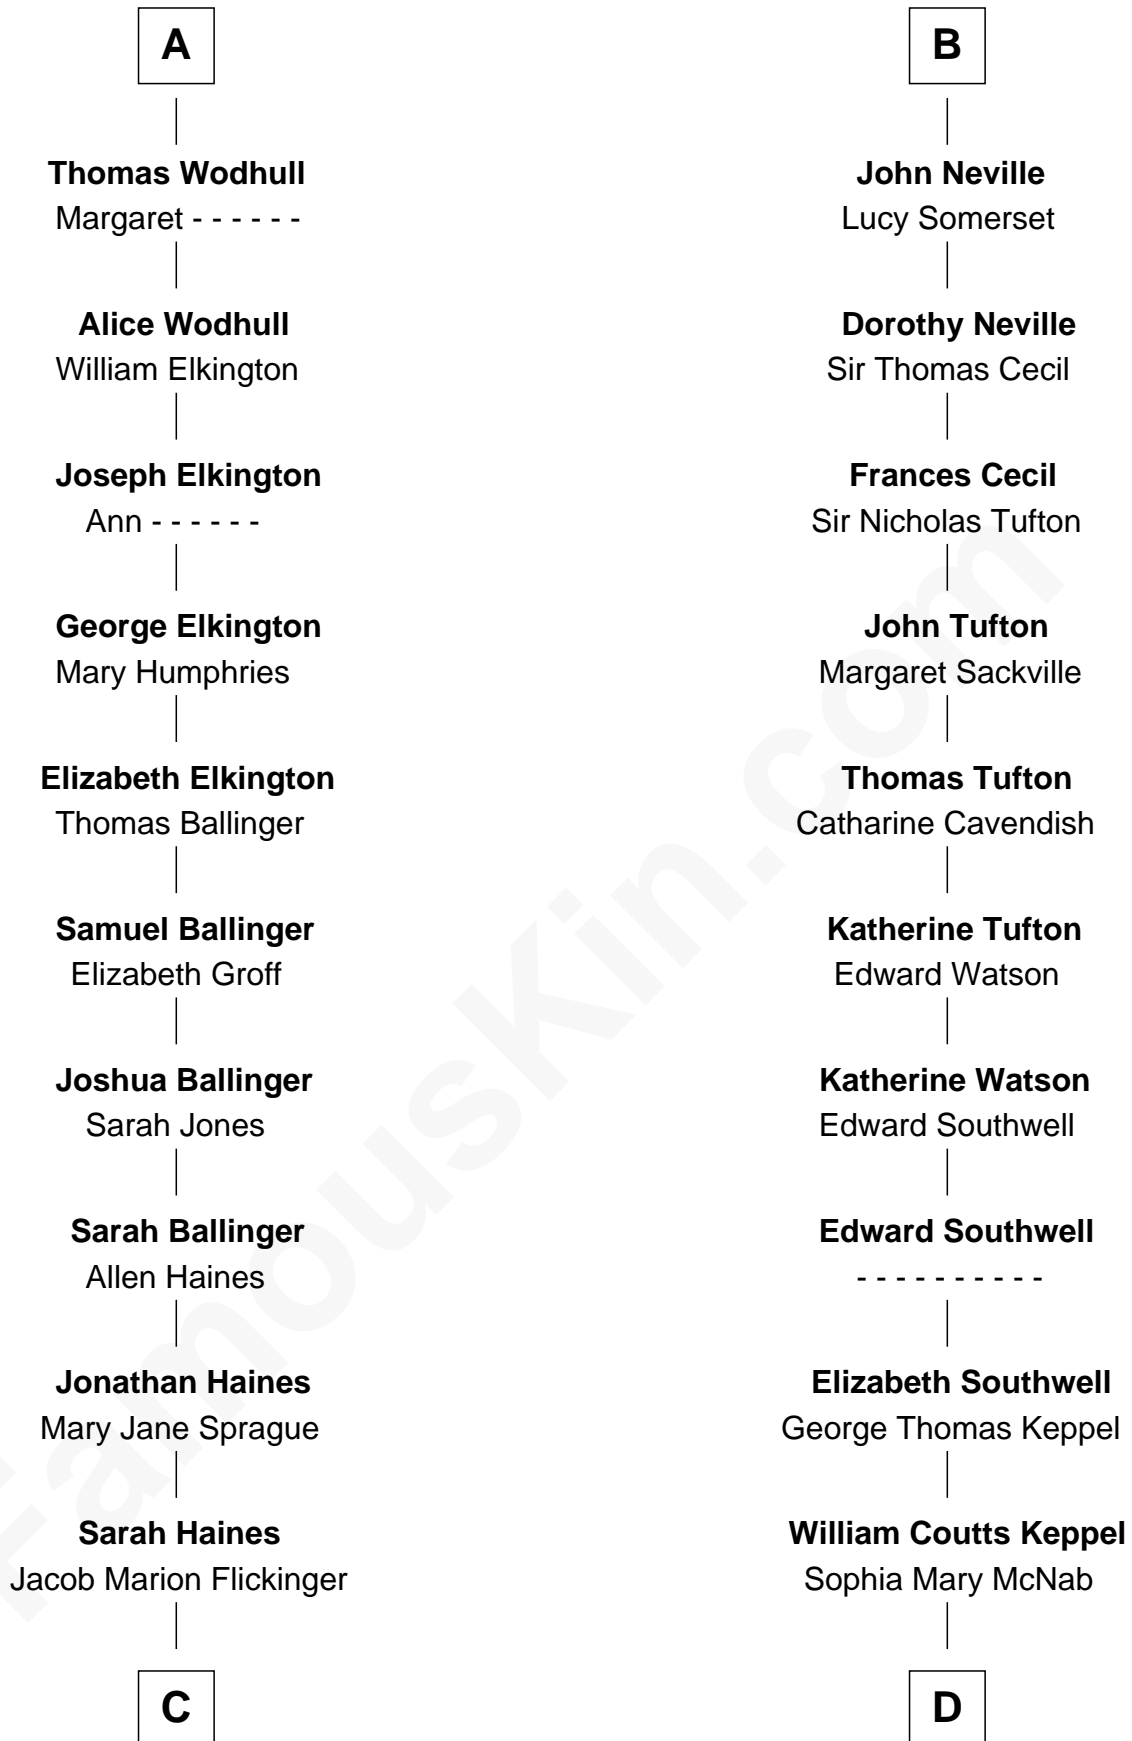 A
Thomas Wodhull
Margaret - - - - - -
Alice Wodhull
William Elkington
Joseph Elkington
Ann - - - - - -
George Elkington
Mary Humphries
Elizabeth Elkington
Thomas Ballinger
Samuel Ballinger
Elizabeth Groff
Joshua Ballinger
Sarah Jones
Sarah Ballinger
Allen Haines
Jonathan Haines
Mary Jane Sprague
Sarah Haines
Jacob Marion Flickinger
C
B
John Neville
Lucy Somerset
Dorothy Neville
Sir Thomas Cecil
Frances Cecil
Sir Nicholas Tufton
John Tufton
Margaret Sackville
Thomas Tufton
Catharine Cavendish
Katherine Tufton
Edward Watson
Katherine Watson
Edward Southwell
Edward Southwell
- - - - - - - - - -
Elizabeth Southwell
George Thomas Keppel
William Coutts Keppel
Sophia Mary McNab
D
FamousKin.com